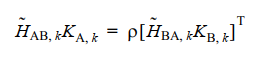 H̃_{AB, k}K_{A, k} = ρ[H̃_{BA, k}K_{B, k}]^T